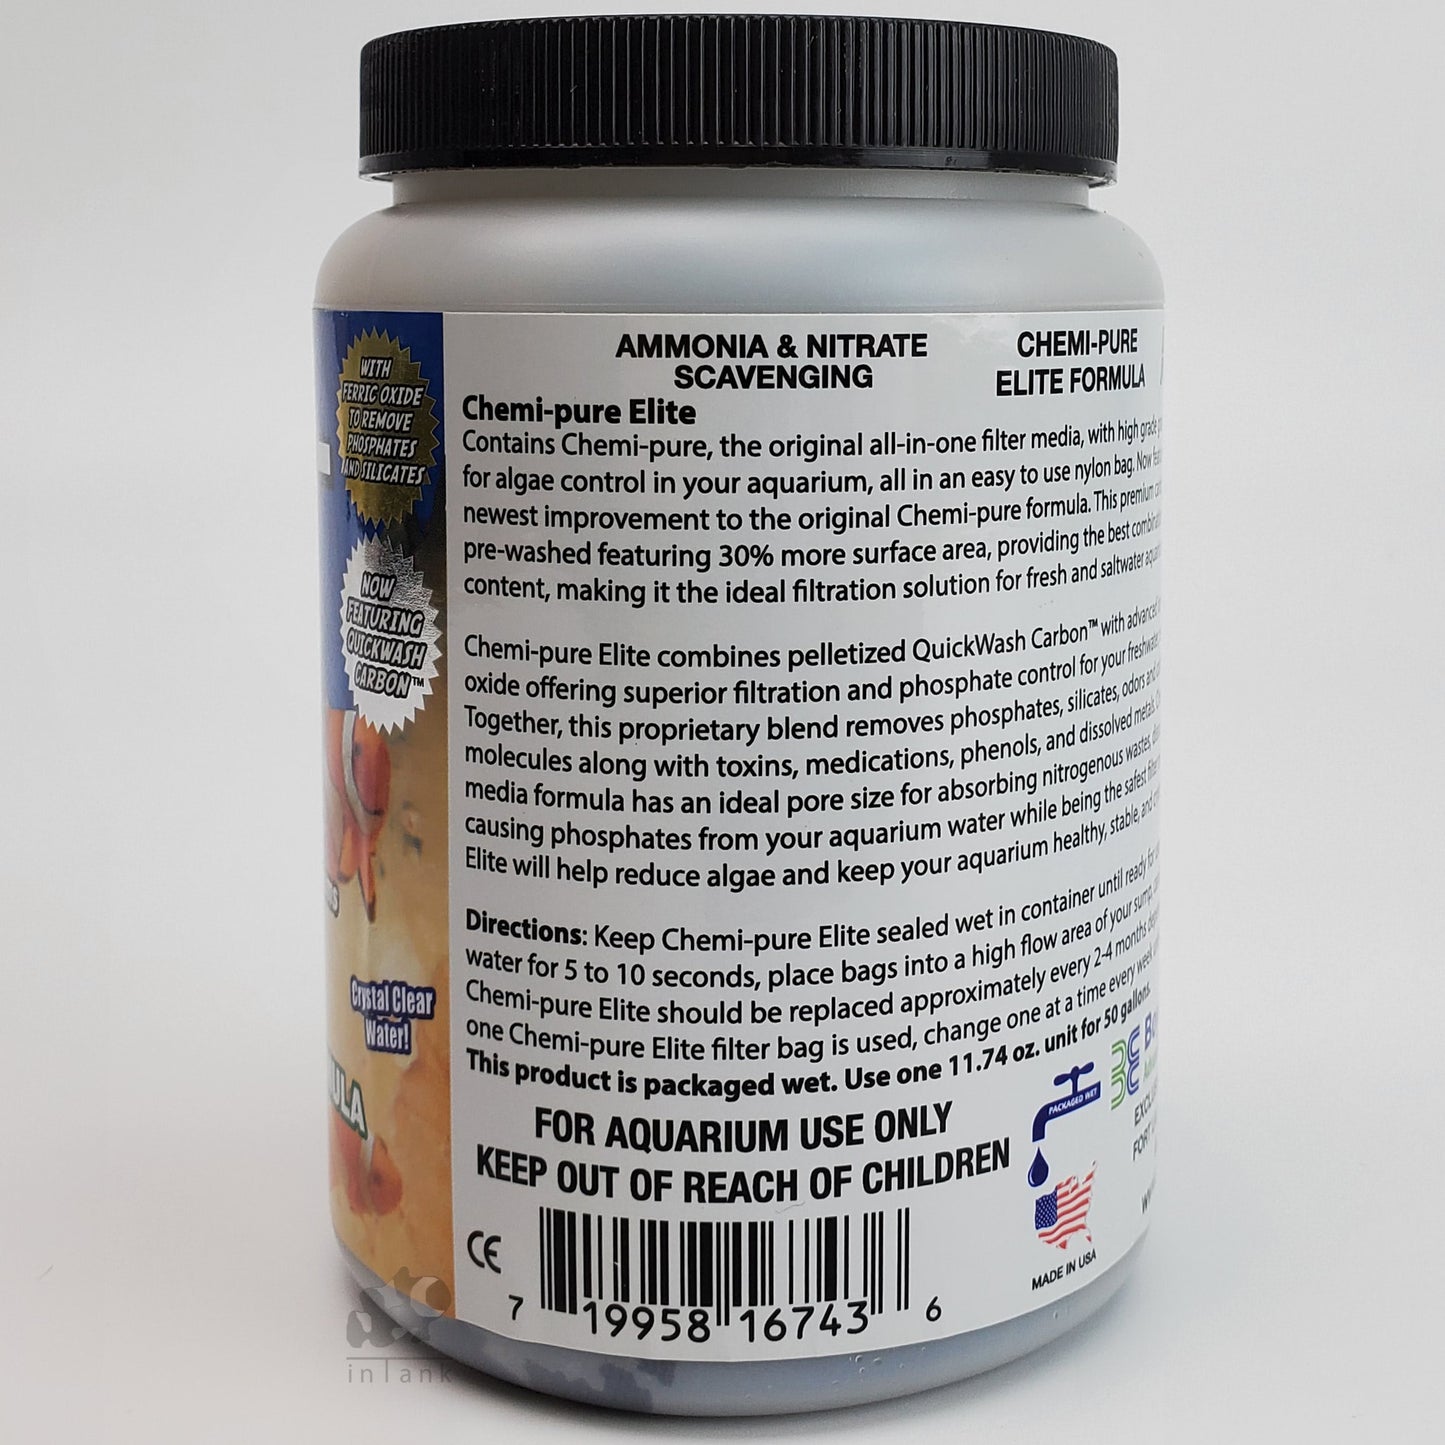 WITH
FERRIC OXIDE
TO REMOVE
PHOSPHATES
AND SILICATES
NOW
FEATURING
QUICKWASH
CARBON™
Crystal Clear
Water!
ULA
AMMONIA & NITRATE
SCAVENGING
CHEMI-PURE
ELITE FORMULA
Chemi-pure Elite
Contains Chemi-pure, the original all-in-one filter media, with high grade
for algae control in your aquarium, all in an easy to use nylon bag. Now
newest improvement to the original Chemi-pure formula. This premium
pre-washed featuring 30% more surface area, providing the best
content, making it the ideal filtration solution for fresh and saltwater
Chemi-pure Elite combines pelletized QuickWash Carbon™ with advanced
oxide offering superior filtration and phosphate control for your
Together, this proprietary blend removes phosphates, silicates, odors and
molecules along with toxins, medications, phenols, and dissolved metals.
media formula has an ideal pore size for absorbing nitrogenous wastes,
causing phosphates from your aquarium water while being the safest
Elite will help reduce algae and keep your aquarium healthy, stable, and
Directions: Keep Chemi-pure Elite sealed wet in container until ready for
water for 5 to 10 seconds, place bags into a high flow area of your sump,
Chemi-pure Elite should be replaced approximately every 2-4 months
one Chemi-pure Elite filter bag is used, change one at a time every week
This product is packaged wet. Use one 11.74 oz. unit for 50 gallons.
FOR AQUARIUM USE ONLY
KEEP OUT OF REACH OF CHILDREN
PACKAGED WET
MADE IN USA
CE
7 19958 16743 6
inTank